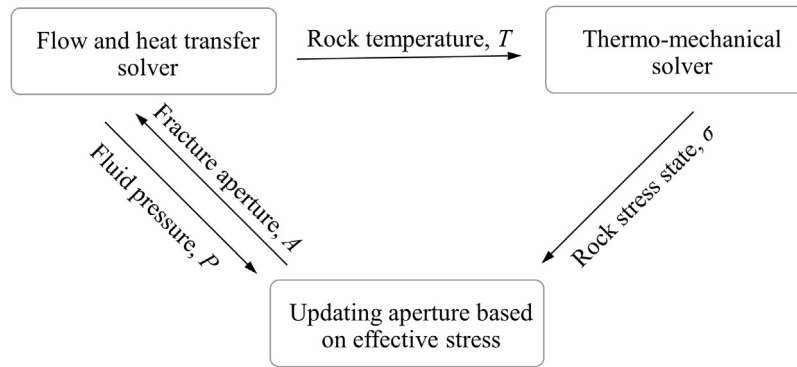 Flow and heat transfer
solver
Rock temperature, T
Thermo-mechanical
solver
Fracture aperture, A
Fluid pressure, P
Rock stress state, σ
Updating aperture based
on effective stress